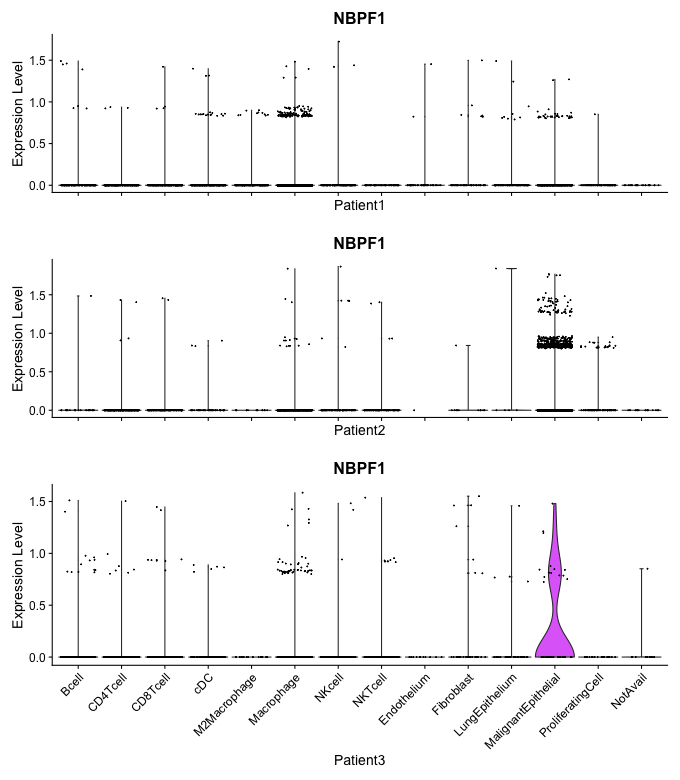 NBPF1
Expression Level
1.5
1.0
0.5
0.0
Patient1
NBPF1
Expression Level
1.5
1.0
0.5
0.0
Patient2
NBPF1
Expression Level
1.5
1.0
0.5
0.0
Bcell
CD4Tcell
CD8Tcell
cDC
M2Macrophage
Macrophage
NKcell
NKTcell
Endothelium
Fibroblast
LungEpithelium
MalignantEpithelial
ProliferatingCell
NotAvail
Patient3